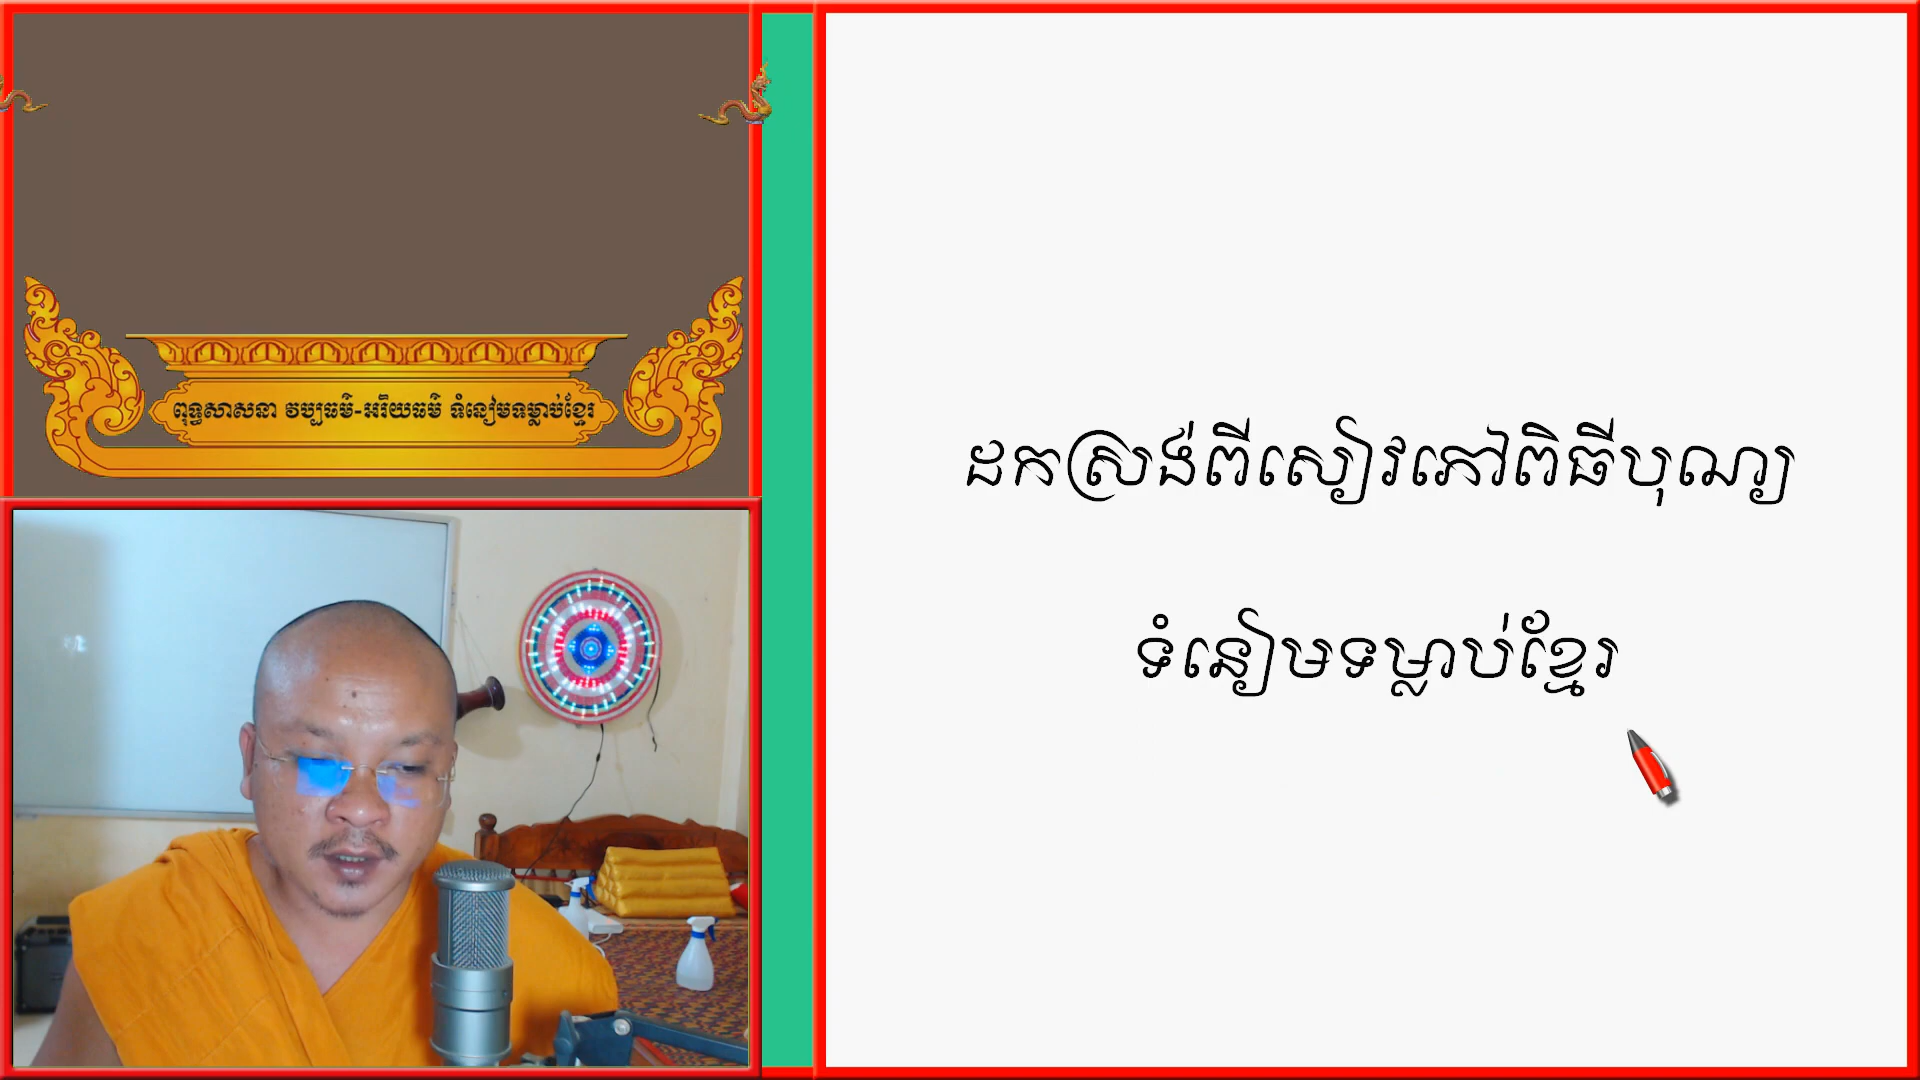 ពុទ្ធសាសនា វប្បធម៌-អរិយធម៌ ទំនៀមទម្លាប់ខ្មែរ
ដកស្រង់ពីសៀវភៅពិធីបុណ្យ
ទំនៀមទម្លាប់ខ្មែរ